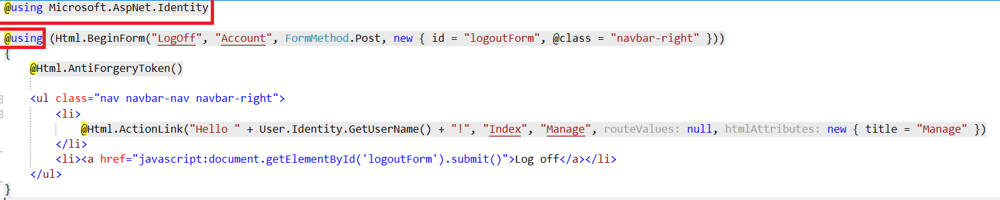 @using Microsoft.AspNet.Identity
@using (Html.BeginForm("LogOff", "Account", FormMethod.Post, new { id = "logoutForm", @class = "navbar-right" }))
{
@Html.AntiForgeryToken()
<ul class="nav navbar-nav navbar-right">
<li>
@Html.ActionLink("Hello " + User.Identity.GetUserName() + "!", "Index", "Manage", routeValues: null, htmlAttributes: new { title = "Manage" })
</li>
<li><a href="javascript:document.getElementById('logoutForm').submit()">Log off</a></li>
</ul>
}